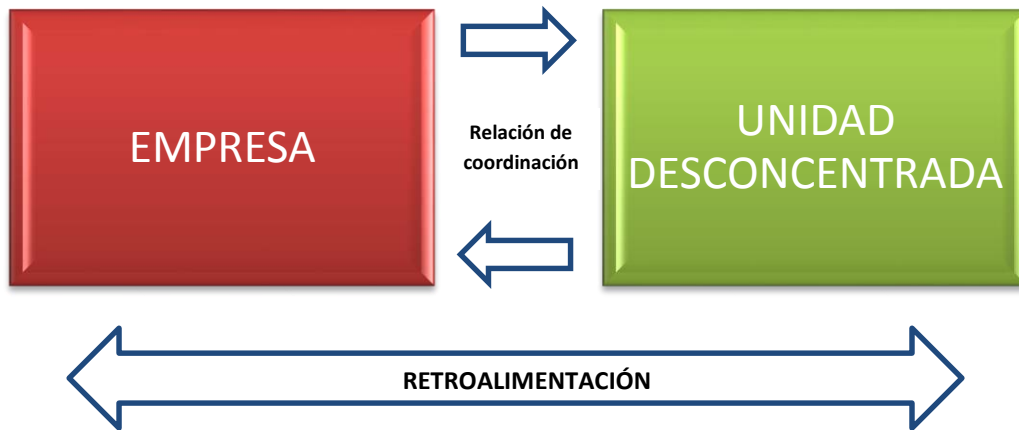 EMPRESA
Relación de
coordinación
UNIDAD
DESCONCENTRADA
RETROALIMENTACIÓN